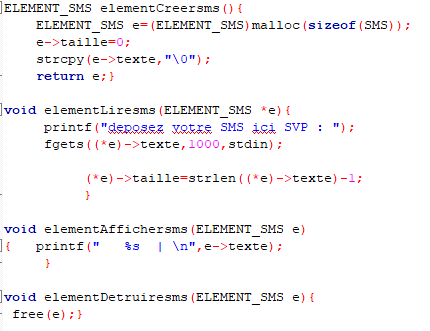 ELEMENT_SMS elementCreersms(){
ELEMENT_SMS e=(ELEMENT_SMS)malloc(sizeof(SMS));
e->taille=0;
strcpy(e->texte,"\0");
return e;}
void elementLiresms(ELEMENT_SMS *e){
printf("deposez votre SMS ici SVP : ");
fgets((*e)->texte,1000,stdin);
(*e)->taille=strlen((*e)->texte)-1;
}
void elementAffichersms(ELEMENT_SMS e)
{   printf("   %s  | \n",e->texte);
}
void elementDetruiresms(ELEMENT_SMS e){
free(e);}